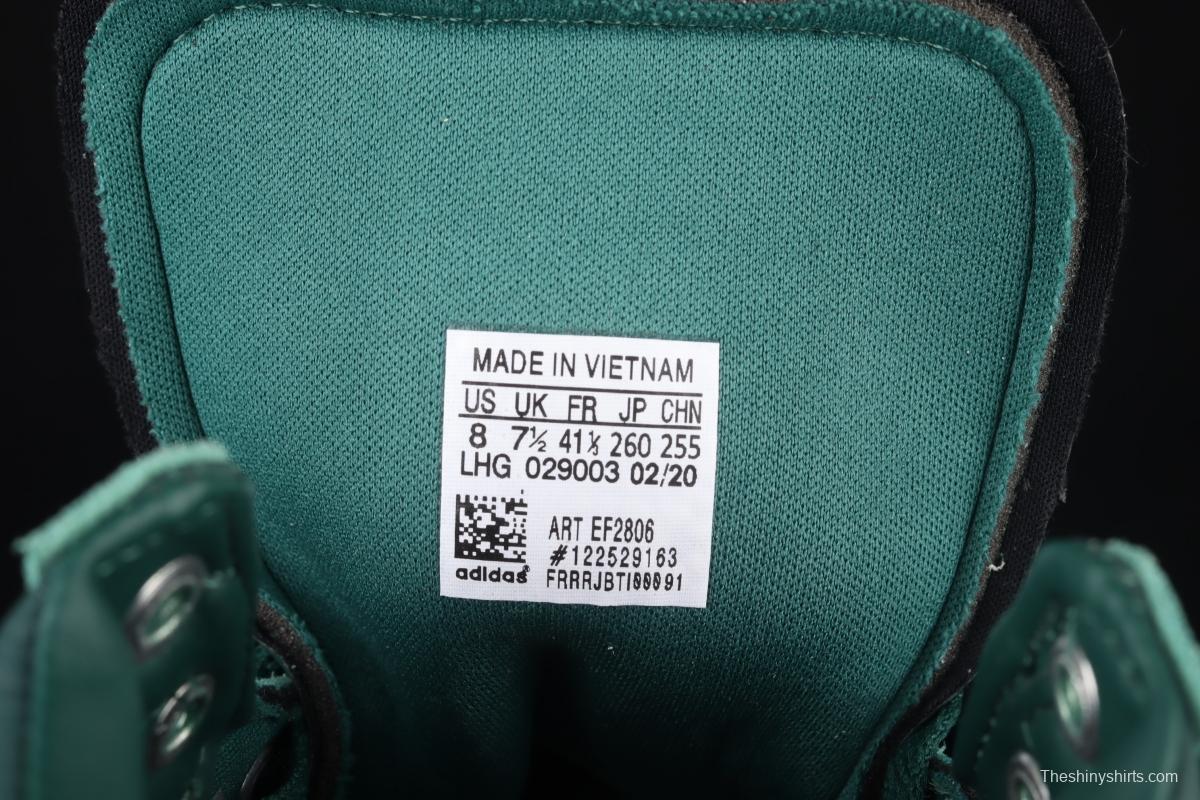 MADE IN VIETNAM
US UK FR JP CHN
8 7½ 41⅓ 260 255
LHG 029003 02/20
ART EF2806
#122529163
adidas® FRRRJBTI00091
Theshinyshirts.com